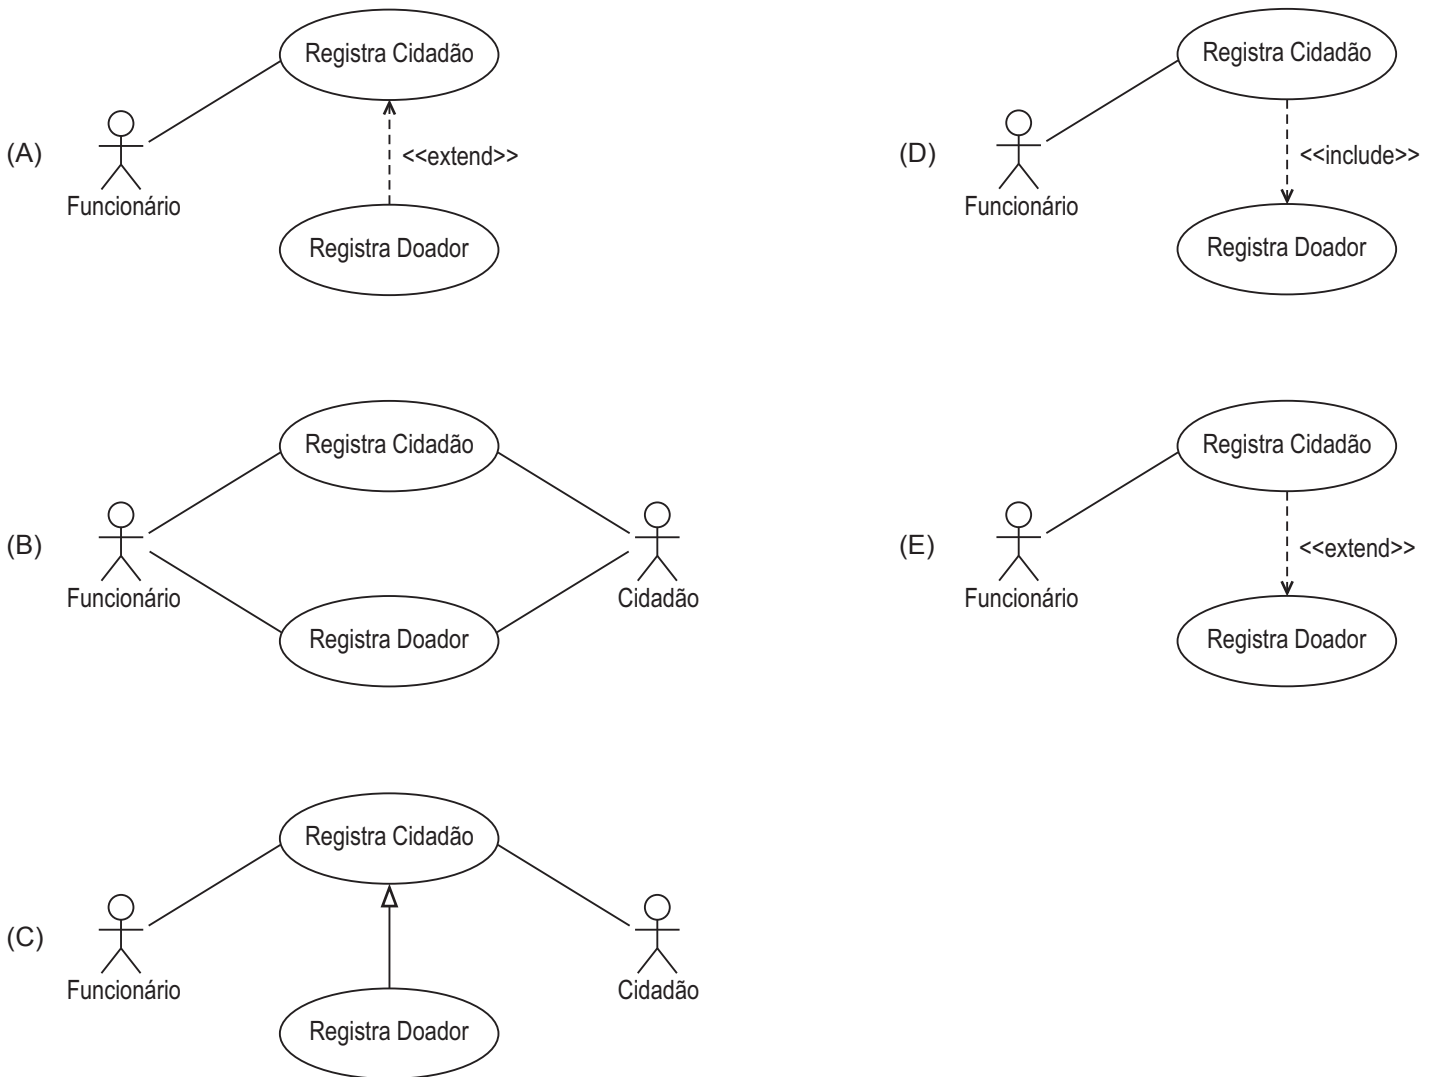 (A)
Registra Cidadão
Funcionário
<<extend>>
Registra Doador
(B)
Registra Cidadão
Funcionário
Cidadão
Registra Doador
(C)
Registra Cidadão
Funcionário
Cidadão
Registra Doador
(D)
Registra Cidadão
Funcionário
<<include>>
Registra Doador
(E)
Registra Cidadão
Funcionário
<<extend>>
Registra Doador